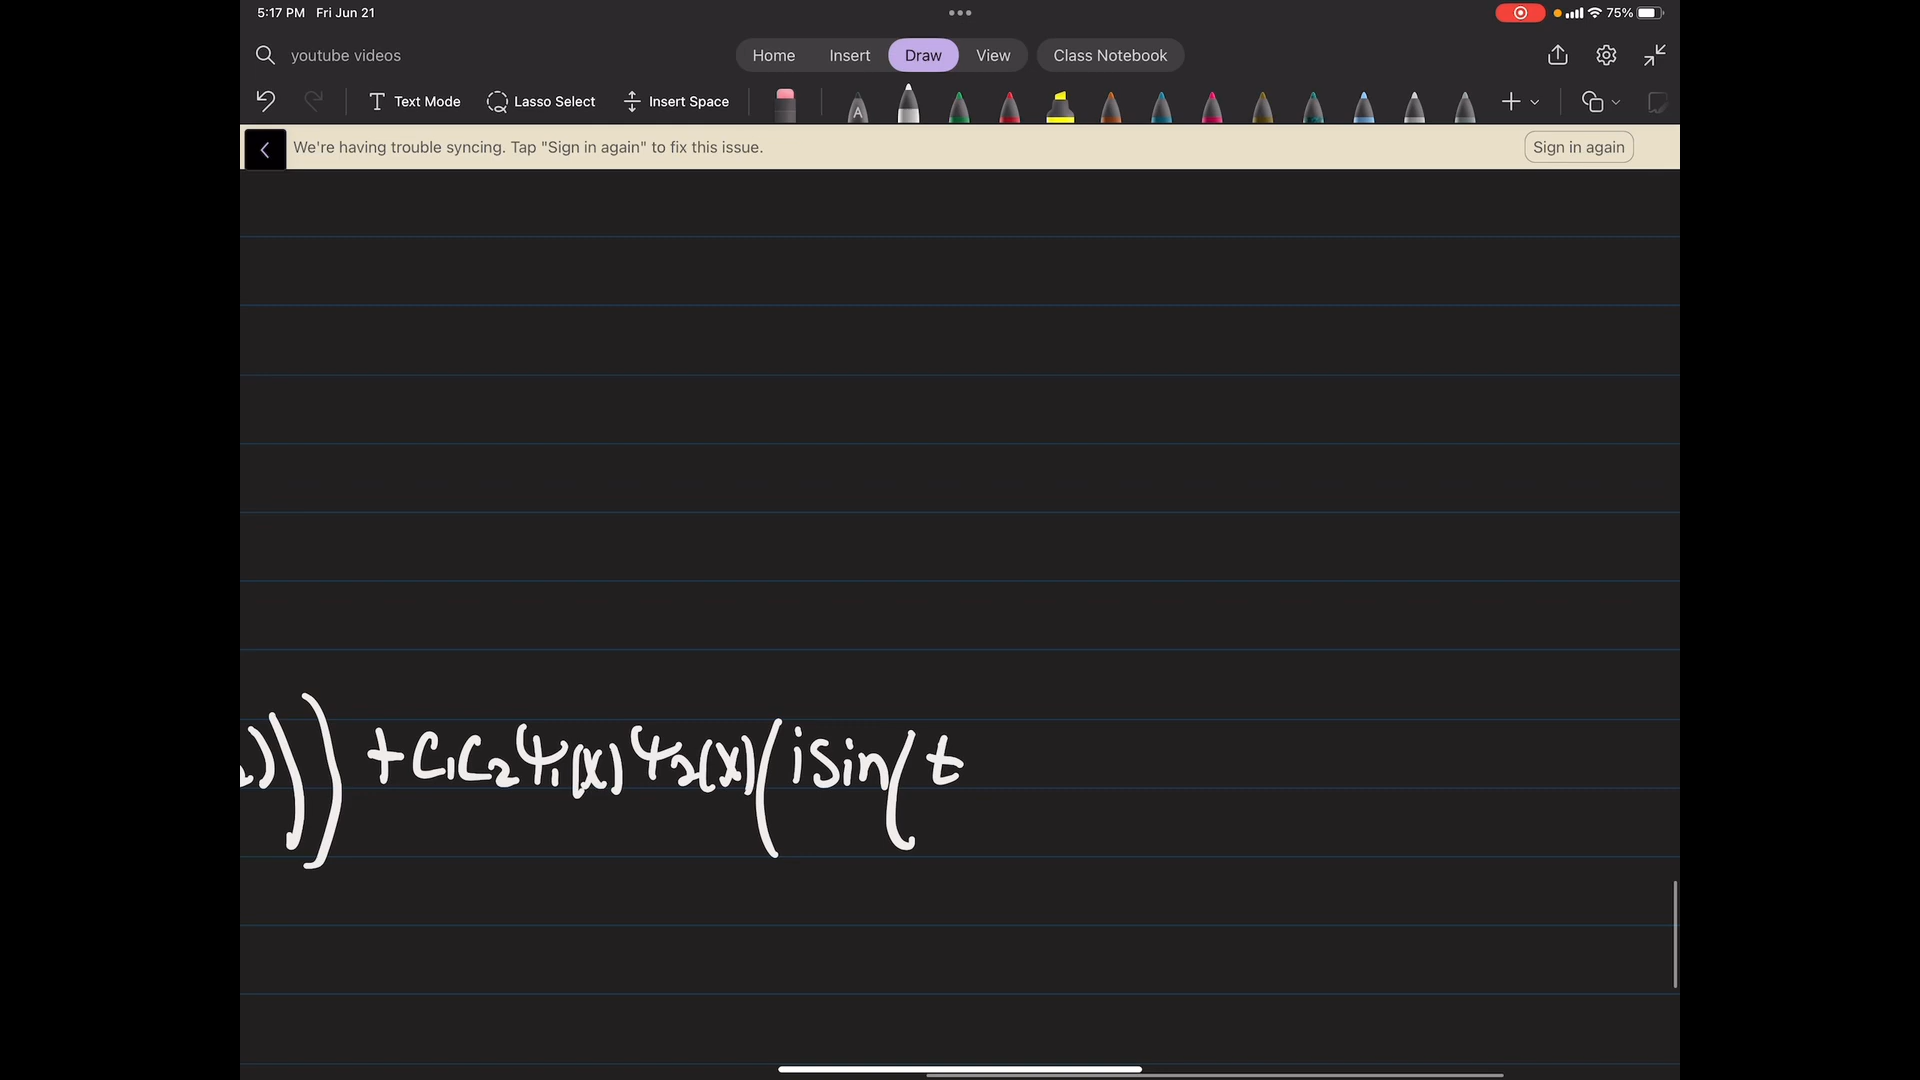 5:17 PM Fri Jun 21
75%
youtube videos
Home Insert Draw View Class Notebook
Text Mode Lasso Select Insert Space
A
We're having trouble syncing. Tap "Sign in again" to fix this issue.
Sign in again
₂))) + C₁C₂Ψ₁(x)Ψ₂(x)(iSin(t